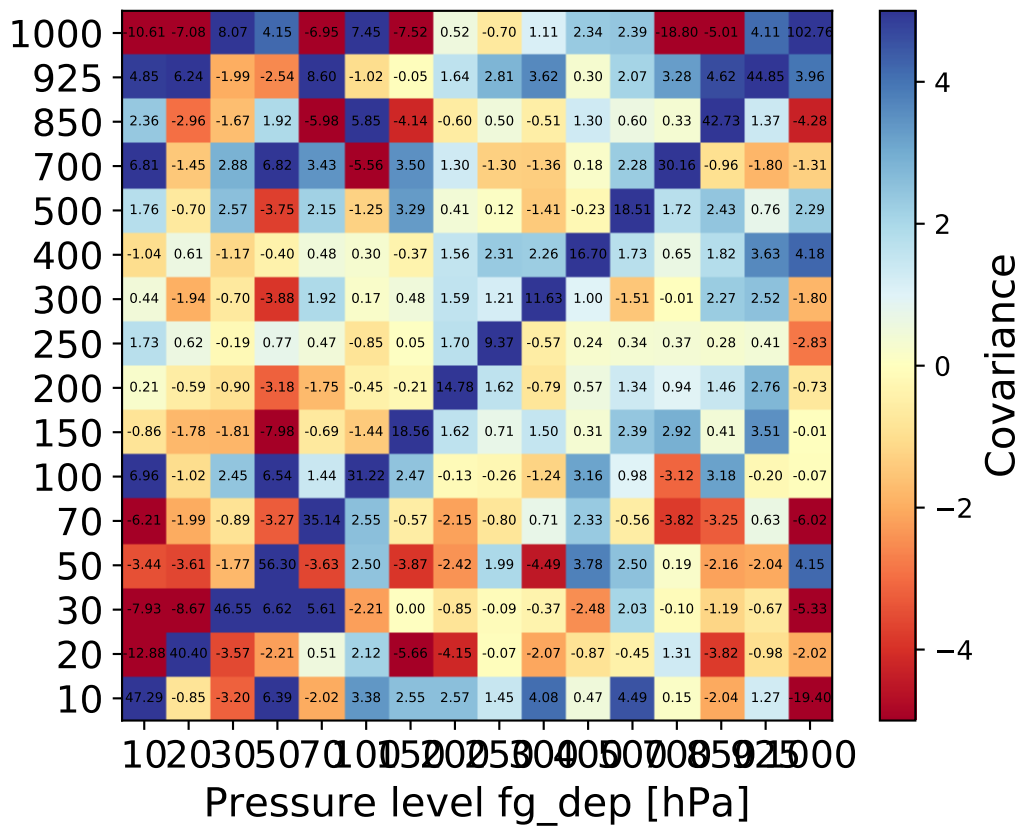 1000 -10.61 -7.08 8.07 4.15 -6.95 7.45 -7.52 0.52 -0.70 1.11 2.34 2.39 -18.80 -5.01 4.11 102.76
925 4.85 6.24 -1.99 -2.54 8.60 -1.02 -0.05 1.64 2.81 3.62 0.30 2.07 3.28 4.62 44.85 3.96
850 2.36 -2.96 -1.67 1.92 -5.98 5.85 -4.14 -0.60 0.50 -0.51 1.30 0.60 0.33 42.73 1.37 -4.28
700 6.81 -1.45 2.88 6.82 3.43 -5.56 3.50 1.30 -1.30 -1.36 0.18 2.28 30.16 -0.96 -1.80 -1.31
500 1.76 -0.70 2.57 -3.75 2.15 -1.25 3.29 0.41 0.12 -1.41 -0.23 18.51 1.72 2.43 0.76 2.29
400 -1.04 0.61 -1.17 -0.40 0.48 0.30 -0.37 1.56 2.31 2.26 16.70 1.73 0.65 1.82 3.63 4.18
300 0.44 -1.94 -0.70 -3.88 1.92 0.17 0.48 1.59 1.21 11.63 1.00 -1.51 -0.01 2.27 2.52 -1.80
250 1.73 0.62 -0.19 0.77 0.47 -0.85 0.05 1.70 9.37 -0.57 0.24 0.34 0.37 0.28 0.41 -2.83
200 0.21 -0.59 -0.90 -3.18 -1.75 -0.45 -0.21 14.78 1.62 -0.79 0.57 1.34 0.94 1.46 2.76 -0.73
150 -0.86 -1.78 -1.81 -7.98 -0.69 -1.44 18.56 1.62 0.71 1.50 0.31 2.39 2.92 0.41 3.51 -0.01
100 6.96 -1.02 2.45 6.54 1.44 31.22 2.47 -0.13 -0.26 -1.24 3.16 0.98 -3.12 3.18 -0.20 -0.07
70 -6.21 -1.99 -0.89 -3.27 35.14 2.55 -0.57 -2.15 -0.80 0.71 2.33 -0.56 -3.82 -3.25 0.63 -6.02
50 -3.44 -3.61 -1.77 56.30 -3.63 2.50 -3.87 -2.42 1.99 -4.49 3.78 2.50 0.19 -2.16 -2.04 4.15
30 -7.93 -8.67 46.55 6.62 5.61 -2.21 0.00 -0.85 -0.09 -0.37 -2.48 2.03 -0.10 -1.19 -0.67 -5.33
20 -12.88 40.40 -3.57 -2.21 0.51 2.12 -5.66 -4.15 -0.07 -2.07 -0.87 -0.45 1.31 -3.82 -0.98 -2.02
10 47.29 -0.85 -3.20 6.39 -2.02 3.38 2.55 2.57 1.45 4.08 0.47 4.49 0.15 -2.04 1.27 -19.40
10 20 30 50 70 100 150 200 250 300 400 500 700 850 925 1000
Pressure level fg_dep [hPa]
4
2
0
−2
−4
Covariance